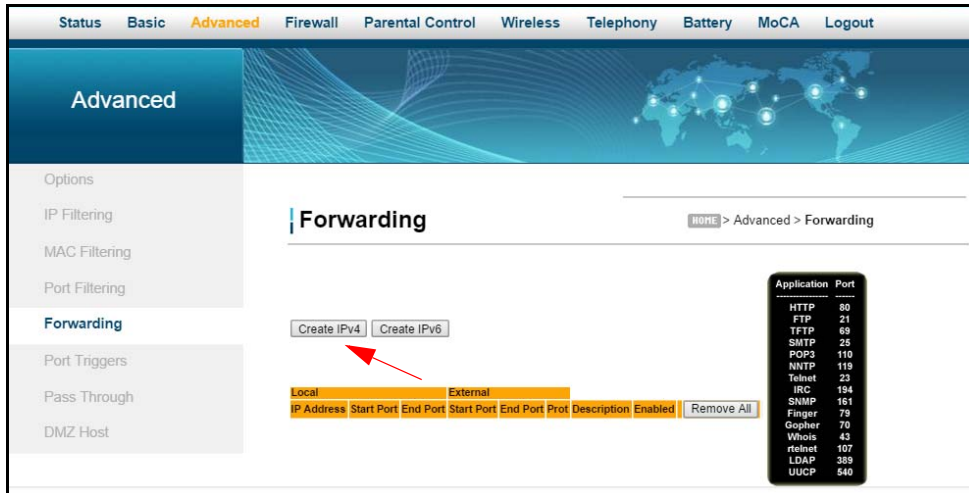 Status Basic Advanced Firewall Parental Control Wireless Telephony Battery MoCA Logout
Advanced
Options
IP Filtering
MAC Filtering
Port Filtering
Forwarding
Port Triggers
Pass Through
DMZ Host
Forwarding
HOME > Advanced > Forwarding
Create IPv4 Create IPv6
Local External
IP Address Start Port End Port Start Port End Port Prot Description Enabled Remove All
Application Port
---------------- ------
HTTP 80
FTP 21
TFTP 69
SMTP 25
POP3 110
NNTP 119
Telnet 23
IRC 194
SNMP 161
Finger 79
Gopher 70
Whois 43
rtelnet 107
LDAP 389
UUCP 540